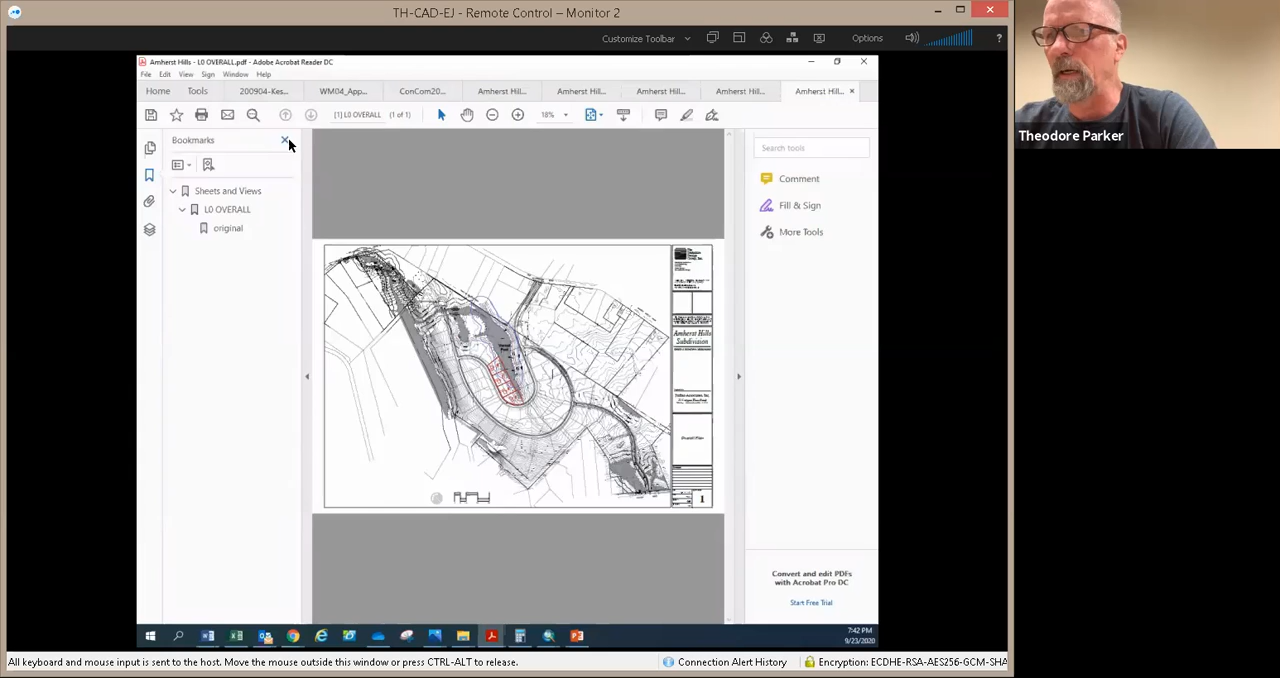 TH-CAD-EJ - Remote Control – Monitor 2
Customize Toolbar
Options
?
Theodore Parker
Amherst Hills - L0 OVERALL.pdf - Adobe Acrobat Reader DC
File Edit View Sign Window Help
Home Tools 200904-Kes... WM04_App... ConCom20... Amherst Hill... Amherst Hill... Amherst Hill... Amherst Hill... Amherst Hill...
[1] L0 OVERALL (1 of 1) 18%
Bookmarks
Sheets and Views
L0 OVERALL
original
Search tools
Comment
Fill & Sign
More Tools
Amherst Hills
Subdivision
1
Convert and edit PDFs
with Acrobat Pro DC
Start Free Trial
7:42 PM
9/23/2020
All keyboard and mouse input is sent to the host. Move the mouse outside this window or press CTRL-ALT to release.
Connection Alert History
Encryption: ECDHE-RSA-AES256-GCM-SHA